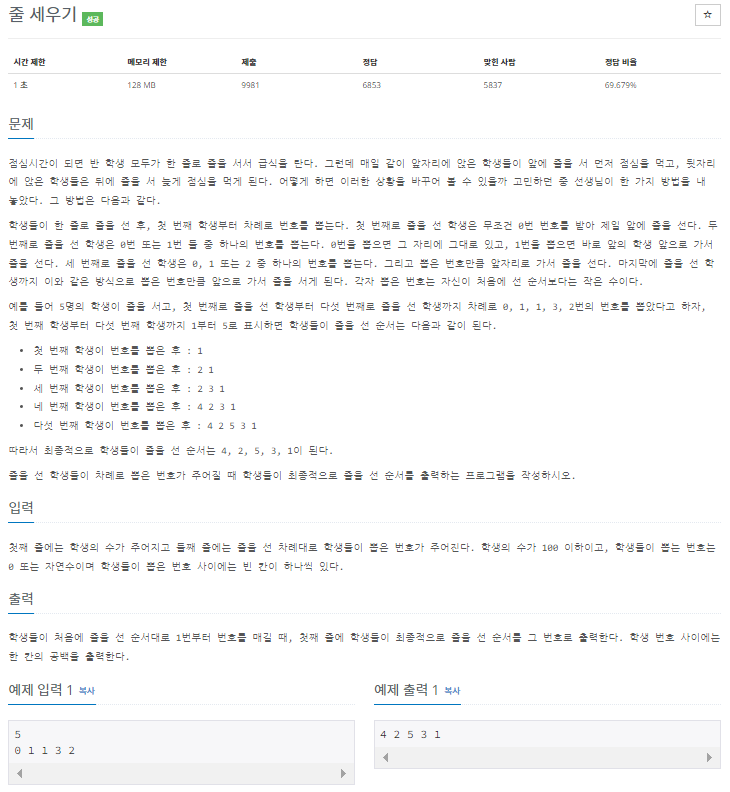 줄 세우기 성공
☆
시간 제한 메모리 제한 제출 정답 맞힌 사람 정답 비율
1 초 128 MB 9981 6853 5837 69.679%
문제
점심시간이 되면 반 학생 모두가 한 줄로 줄을 서서 급식을 탄다. 그런데 매일 같이 앞자리에 앉은 학생들이 앞에 줄을 서 먼저 점심을 먹고, 뒷자리
에 앉은 학생들은 뒤에 줄을 서 늦게 점심을 먹게 된다. 어떻게 하면 이러한 상황을 바꾸어 볼 수 있을까 고민하던 중 선생님이 한 가지 방법을 내
놓았다. 그 방법은 다음과 같다.
학생들이 한 줄로 줄을 선 후, 첫 번째 학생부터 차례로 번호를 뽑는다. 첫 번째로 줄을 선 학생은 무조건 0번 번호를 받아 제일 앞에 줄을 선다. 두
번째로 줄을 선 학생은 0번 또는 1번 둘 중 하나의 번호를 뽑는다. 0번을 뽑으면 그 자리에 그대로 있고, 1번을 뽑으면 바로 앞의 학생 앞으로 가서
줄을 선다. 세 번째로 줄을 선 학생은 0, 1 또는 2 중 하나의 번호를 뽑는다. 그리고 뽑은 번호만큼 앞자리로 가서 줄을 선다. 마지막에 줄을 선 학
생까지 이와 같은 방식으로 뽑은 번호만큼 앞으로 가서 줄을 서게 된다. 각자 뽑은 번호는 자신이 처음에 선 순서보다는 작은 수이다.
예를 들어 5명의 학생이 줄을 서고, 첫 번째로 줄을 선 학생부터 다섯 번째로 줄을 선 학생까지 차례로 0, 1, 1, 3, 2번의 번호를 뽑았다고 하자,
첫 번째 학생부터 다섯 번째 학생까지 1부터 5로 표시하면 학생들이 줄을 선 순서는 다음과 같이 된다.
• 첫 번째 학생이 번호를 뽑은 후 : 1
• 두 번째 학생이 번호를 뽑은 후 : 2 1
• 세 번째 학생이 번호를 뽑은 후 : 2 3 1
• 네 번째 학생이 번호를 뽑은 후 : 4 2 3 1
• 다섯 번째 학생이 번호를 뽑은 후 : 4 2 5 3 1
따라서 최종적으로 학생들이 줄을 선 순서는 4, 2, 5, 3, 1이 된다.
줄을 선 학생들이 차례로 뽑은 번호가 주어질 때 학생들이 최종적으로 줄을 선 순서를 출력하는 프로그램을 작성하시오.
입력
첫째 줄에는 학생의 수가 주어지고 둘째 줄에는 줄을 선 차례대로 학생들이 뽑은 번호가 주어진다. 학생의 수가 100 이하이고, 학생들이 뽑는 번호는
0 또는 자연수이며 학생들이 뽑은 번호 사이에는 빈 칸이 하나씩 있다.
출력
학생들이 처음에 줄을 선 순서대로 1번부터 번호를 매길 때, 첫째 줄에 학생들이 최종적으로 줄을 선 순서를 그 번호로 출력한다. 학생 번호 사이에는
한 칸의 공백을 출력한다.
예제 입력 1 복사
5
0 1 1 3 2
예제 출력 1 복사
4 2 5 3 1